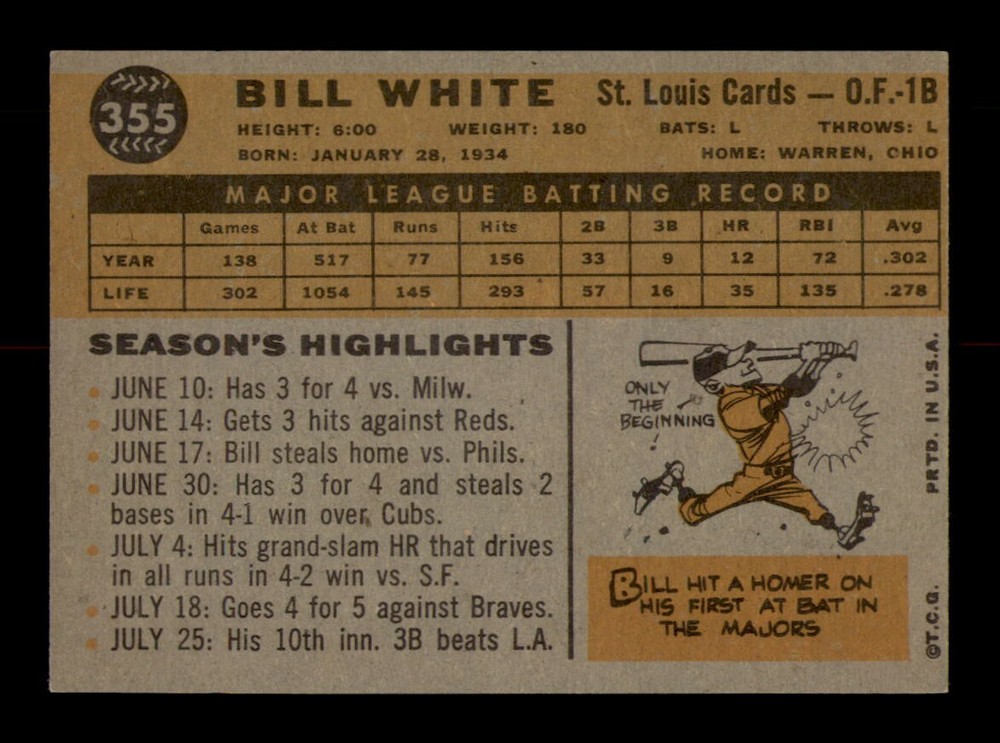 355
BILL WHITE St. Louis Cards — O.F.-1B
HEIGHT: 6:00 WEIGHT: 180 BATS: L THROWS: L
BORN: JANUARY 28, 1934 HOME: WARREN, OHIO
MAJOR LEAGUE BATTING RECORD
Games At Bat Runs Hits 2B 3B HR RBI Avg
YEAR 138 517 77 156 33 9 12 72 .302
LIFE 302 1054 145 293 57 16 35 135 .278
SEASON'S HIGHLIGHTS
JUNE 10: Has 3 for 4 vs. Milw.
JUNE 14: Gets 3 hits against Reds.
JUNE 17: Bill steals home vs. Phils.
JUNE 30: Has 3 for 4 and steals 2
bases in 4-1 win over Cubs.
JULY 4: Hits grand-slam HR that drives
in all runs in 4-2 win vs. S.F.
JULY 18: Goes 4 for 5 against Braves.
JULY 25: His 10th inn. 3B beats L.A.
ONLY
THE
BEGINNING
!
BILL HIT A HOMER ON
HIS FIRST AT BAT IN
THE MAJORS
©T.C.G. PRTD. IN U.S.A.